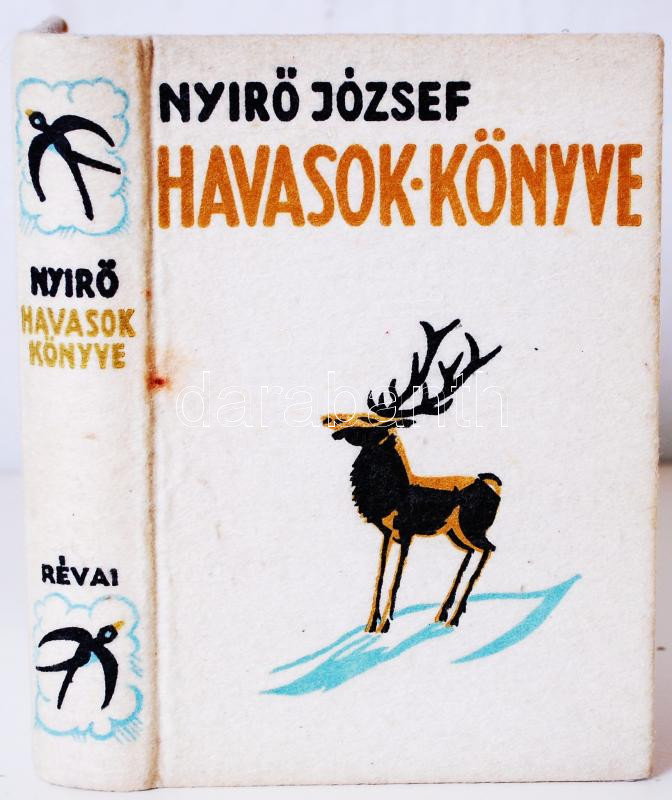 NYIRŐ JÓZSEF
HAVASOK·KÖNYVE
NYIRŐ
HAVASOK
KÖNYVE
RÉVAI
darabanth